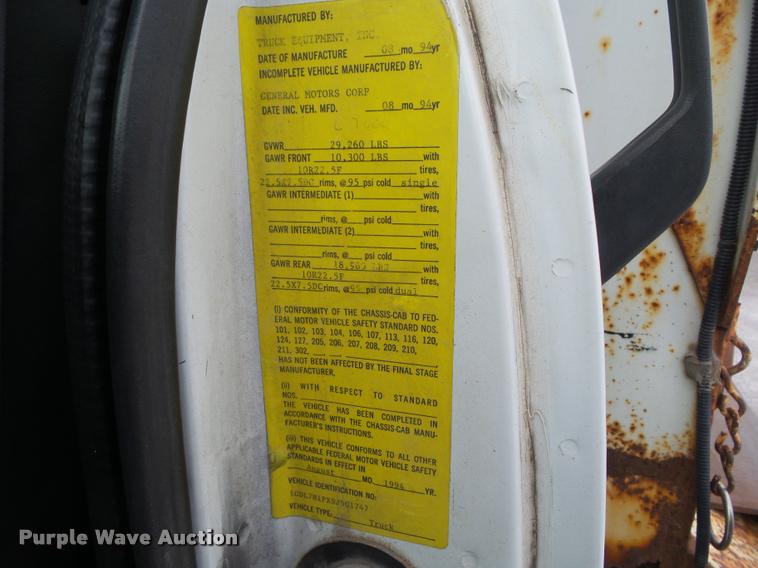 MANUFACTURED BY:
TRUCK EQUIPMENT, INC.
DATE OF MANUFACTURE 08 mo 94 yr
INCOMPLETE VEHICLE MANUFACTURED BY:
GENERAL MOTORS CORP
DATE INC. VEH. MFD. 08 mo 94 yr
GVWR 29,260 LBS
GAWR FRONT 10,300 LBS with
10R22.5F tires,
22.5X7.5DC rims, @ 95 psi cold single
GAWR INTERMEDIATE (1) with
tires,
rims, @ psi cold
GAWR INTERMEDIATE (2) with
tires,
rims, @ psi cold
GAWR REAR LBS with
10R22.5F tires,
22.5X7.5DC rims, @ 95 psi cold dual
(i) CONFORMITY OF THE CHASSIS-CAB TO FED-
ERAL MOTOR VEHICLE SAFETY STANDARD NOS.
101, 102, 103, 104, 106, 107, 113, 116, 120,
124, 127, 205, 206, 207, 208, 209, 210,
211, 302,
HAS NOT BEEN AFFECTED BY THE FINAL STAGE
MANUFACTURER.
(ii) WITH RESPECT TO STANDARD
NOS.
THE VEHICLE HAS BEEN COMPLETED IN
ACCORDANCE WITH THE CHASSIS-CAB MANU-
FACTURER'S INSTRUCTIONS.
(iii) THIS VEHICLE CONFORMS TO ALL OTHER
APPLICABLE FEDERAL MOTOR VEHICLE SAFETY
STANDARDS IN EFFECT IN
August MO. 1994 YR.
VEHICLE IDENTIFICATION NO:
VEHICLE TYPE: Truck
Purple Wave Auction